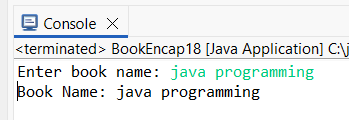 Console
<terminated> BookEncap18 [Java Application] C:\j
Enter book name: java programming
Book Name: java programming